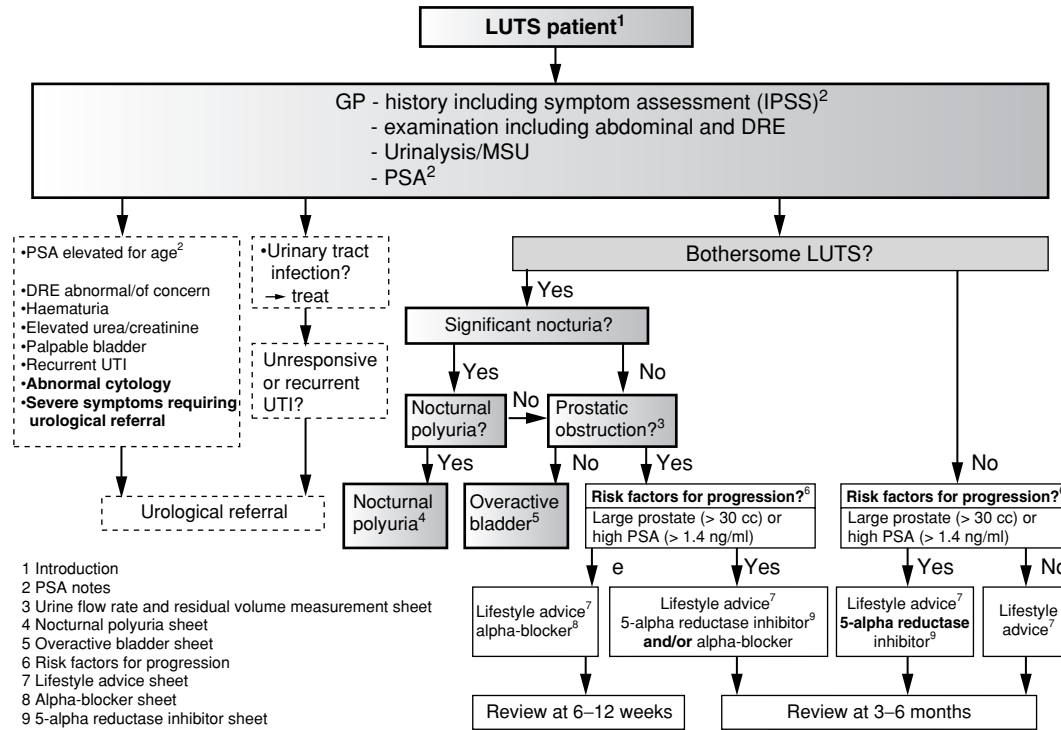 LUTS patient1
GP - history including symptom assessment (IPSS)2
- examination including abdominal and DRE
- Urinalysis/MSU
- PSA2
•PSA elevated for age2
•DRE abnormal/of concern
•Haematuria
•Elevated urea/creatinine
•Palpable bladder
•Recurrent UTI
•Abnormal cytology
•Severe symptoms requiring
urological referral
•Urinary tract
infection?
→ treat
Unresponsive
or recurrent
UTI?
Urological referral
Bothersome LUTS?
Yes
Significant nocturia?
Yes
No
Nocturnal
polyuria?
No
Prostatic
obstruction?3
Yes
No
Yes
No
Nocturnal
polyuria4
Overactive
bladder5
Risk factors for progression?6
Large prostate (> 30 cc) or
high PSA (> 1.4 ng/ml)
Risk factors for progression?6
Large prostate (> 30 cc) or
high PSA (> 1.4 ng/ml)
e
Yes
Yes
No
Lifestyle advice7
alpha-blocker8
Lifestyle advice7
5-alpha reductase inhibitor9
and/or alpha-blocker
Lifestyle advice7
5-alpha reductase
inhibitor9
Lifestyle
advice7
Review at 6–12 weeks
Review at 3–6 months
1 Introduction
2 PSA notes
3 Urine flow rate and residual volume measurement sheet
4 Nocturnal polyuria sheet
5 Overactive bladder sheet
6 Risk factors for progression
7 Lifestyle advice sheet
8 Alpha-blocker sheet
9 5-alpha reductase inhibitor sheet